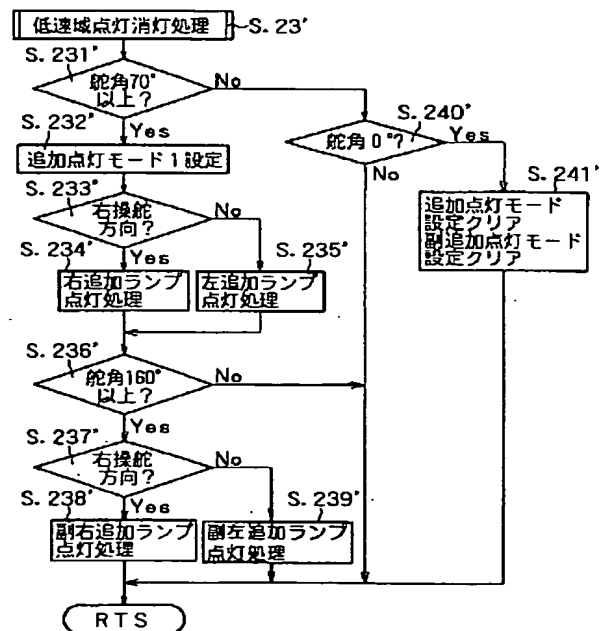 低速域点灯消灯処理
S. 23'
S. 231'
舵角70°
以上？
No
Yes
S. 232'
追加点灯モード1設定
S. 233'
右操舵
方向？
No
Yes
S. 234'
右追加ランプ
点灯処理
S. 235'
左追加ランプ
点灯処理
S. 236'
舵角160°
以上？
No
Yes
S. 237'
右操舵
方向？
No
Yes
S. 238'
副右追加ランプ
点灯処理
S. 239'
副左追加ランプ
点灯処理
S. 240'
舵角0°？
Yes
No
S. 241'
追加点灯モード
設定クリア
副追加点灯モード
設定クリア
RTS